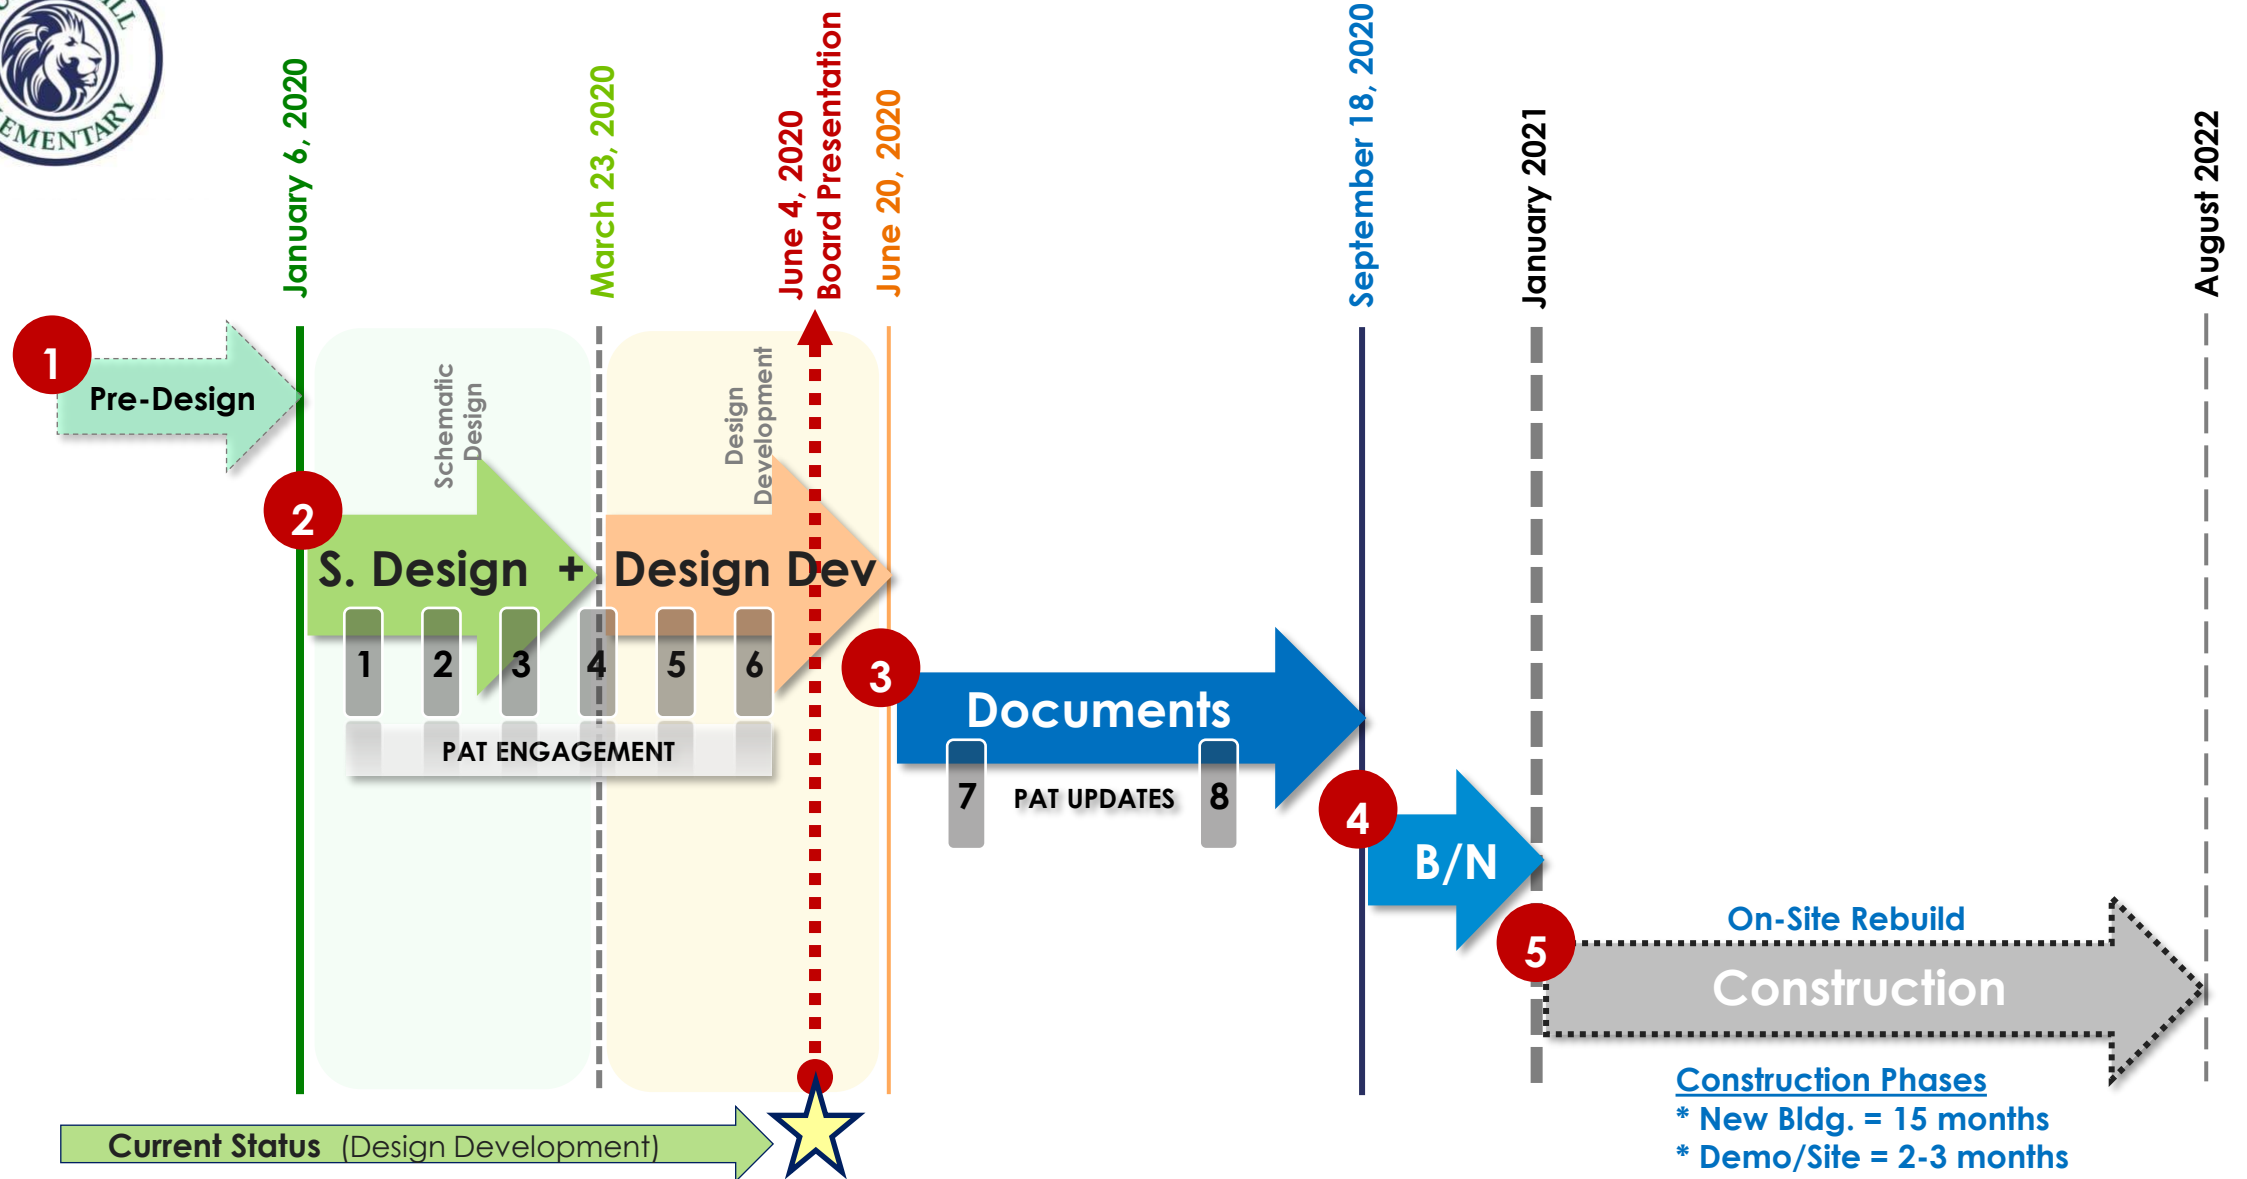 ILL
EMENTARY
January 6, 2020
March 23, 2020
June 4, 2020
Board Presentation
June 20, 2020
September 18, 2020
January 2021
August 2022
1
Pre-Design
Schematic
Design
Design
Development
2
S. Design +
Design Dev
1 2 3 4 5 6
PAT ENGAGEMENT
3
Documents
7 PAT UPDATES 8
4
B/N
5
On-Site Rebuild
Construction
Construction Phases
* New Bldg. = 15 months
* Demo/Site = 2-3 months
Current Status (Design Development)